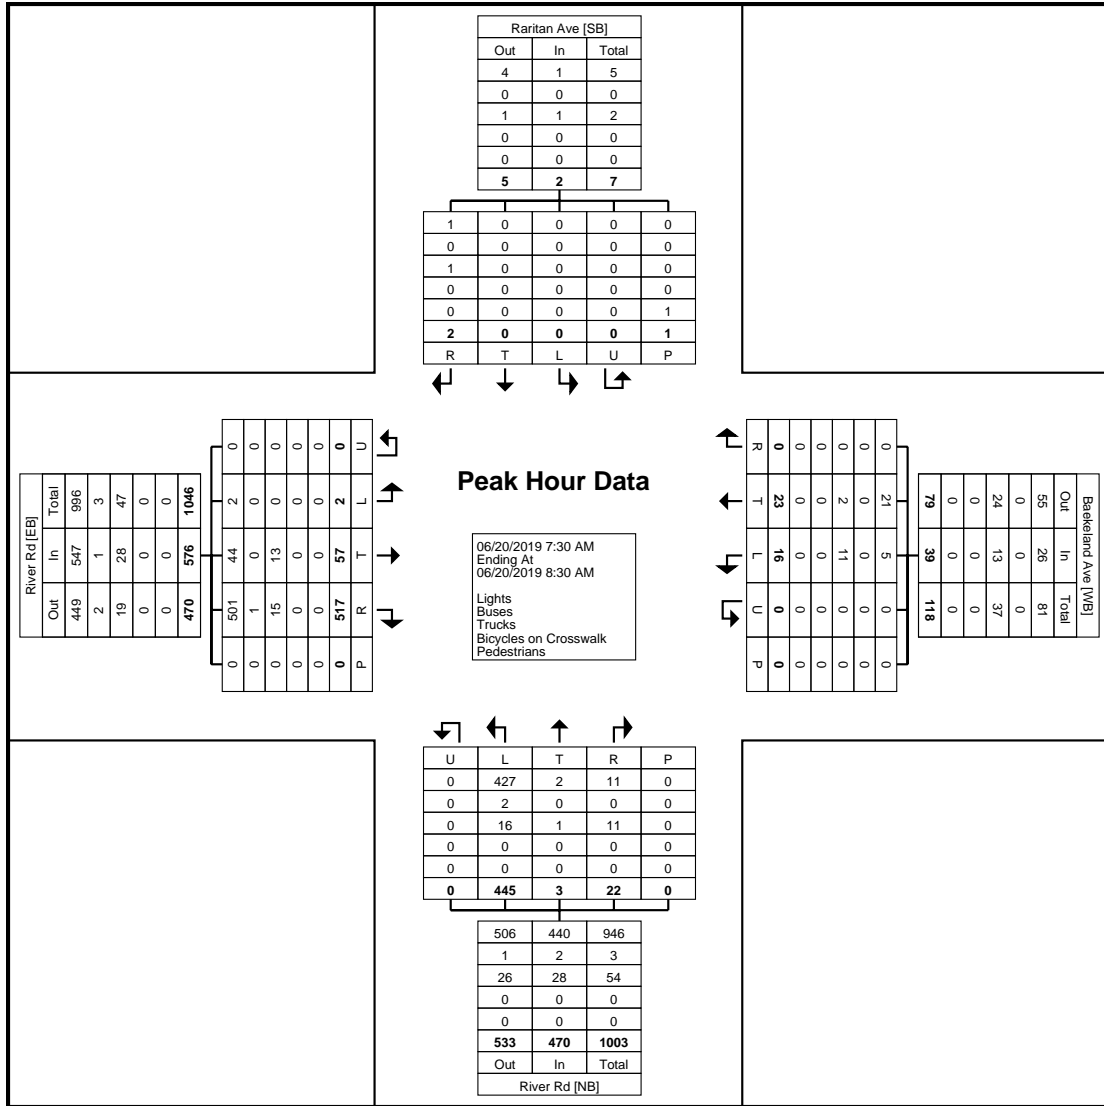 Raritan Ave [SB]
Out In Total
4 1 5
0 0 0
1 1 2
0 0 0
0 0 0
5 2 7
1 0 0 0 0
0 0 0 0 0
1 0 0 0 0
0 0 0 0 0
0 0 0 0 1
2 0 0 0 1
R T L U P
River Rd [EB]
Out In Total
449 547 996
2 1 3
19 28 47
0 0 0
0 0 0
470 576 1046
0 2 44 501 0
0 0 0 1 0
0 0 13 15 0
0 0 0 0 0
0 0 0 0 0
0 2 57 517 0
U L T R P
Peak Hour Data
06/20/2019 7:30 AM
Ending At
06/20/2019 8:30 AM
Lights
Buses
Trucks
Bicycles on Crosswalk
Pedestrians
Baekeland Ave [WB]
Out In Total
55 26 81
0 0 0
24 13 37
0 0 0
0 0 0
79 39 118
0 21 5 0 0
0 0 0 0 0
0 2 11 0 0
0 0 0 0 0
0 0 0 0 0
0 23 16 0 0
R T L U P
U L T R P
0 427 2 11 0
0 2 0 0 0
0 16 1 11 0
0 0 0 0 0
0 0 0 0 0
0 445 3 22 0
506 440 946
1 2 3
26 28 54
0 0 0
0 0 0
533 470 1003
Out In Total
River Rd [NB]